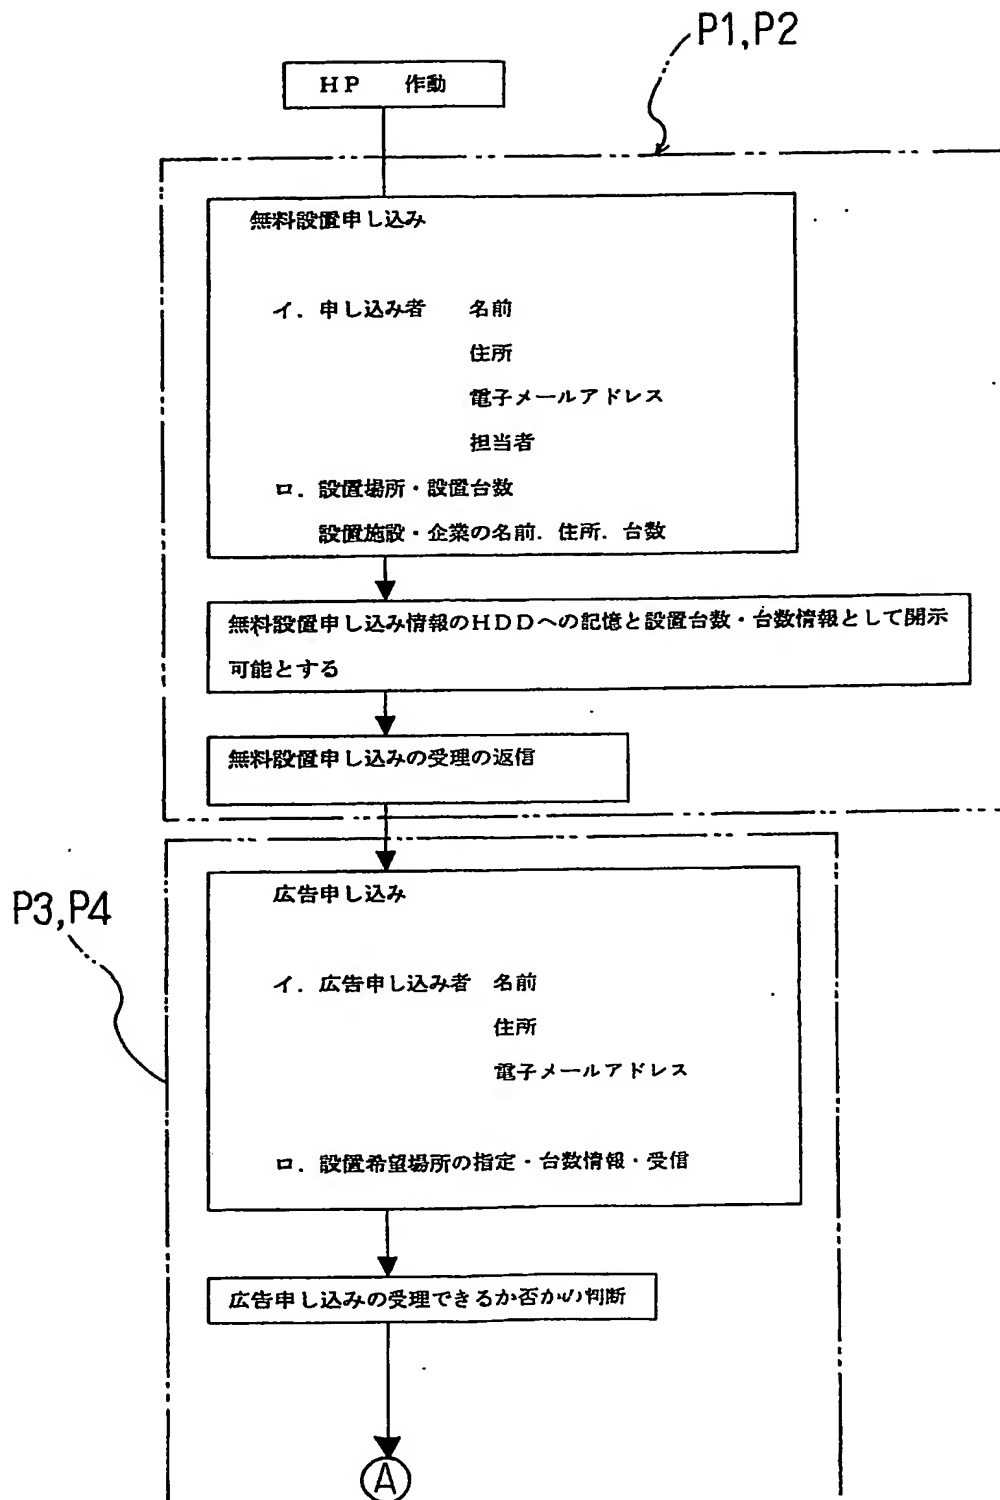 P1,P2
HP 作動
無料設置申し込み
イ. 申し込み者 名前
住所
電子メールアドレス
担当者
ロ. 設置場所・設置台数
設置施設・企業の名前. 住所. 台数
無料設置申し込み情報のHDDへの記憶と設置台数・台数情報として開示
可能とする
無料設置申し込みの受理の返信
P3,P4
広告申し込み
イ. 広告申し込み者 名前
住所
電子メールアドレス
ロ. 設置希望場所の指定・台数情報・受信
広告申し込みの受理できるか否かの判断
A